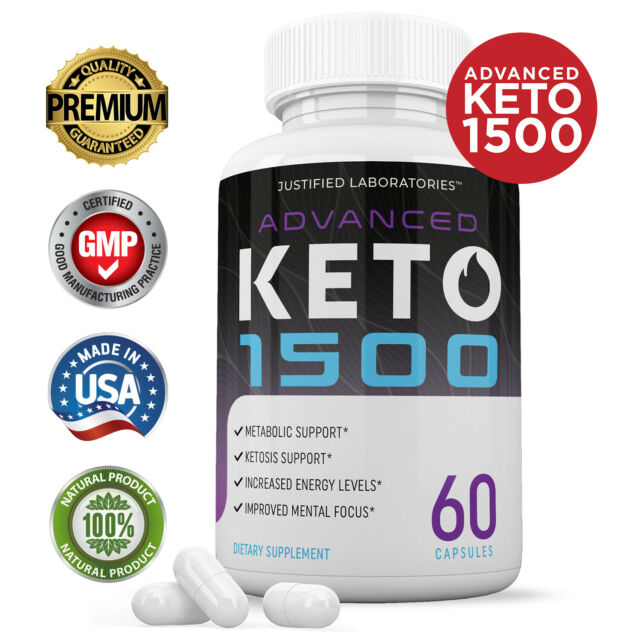 QUALITY
PREMIUM
GUARANTEED
CERTIFIED
GMP
GOOD MANUFACTURING PRACTICE
MADE IN
USA
NATURAL PRODUCT
100%
NATURAL PRODUCT
ADVANCED
KETO
1500
JUSTIFIED LABORATORIES™
ADVANCED
KETO
1500
✓ METABOLIC SUPPORT*
✓ KETOSIS SUPPORT*
✓ INCREASED ENERGY LEVELS*
✓ IMPROVED MENTAL FOCUS*
DIETARY SUPPLEMENT
60
CAPSULES